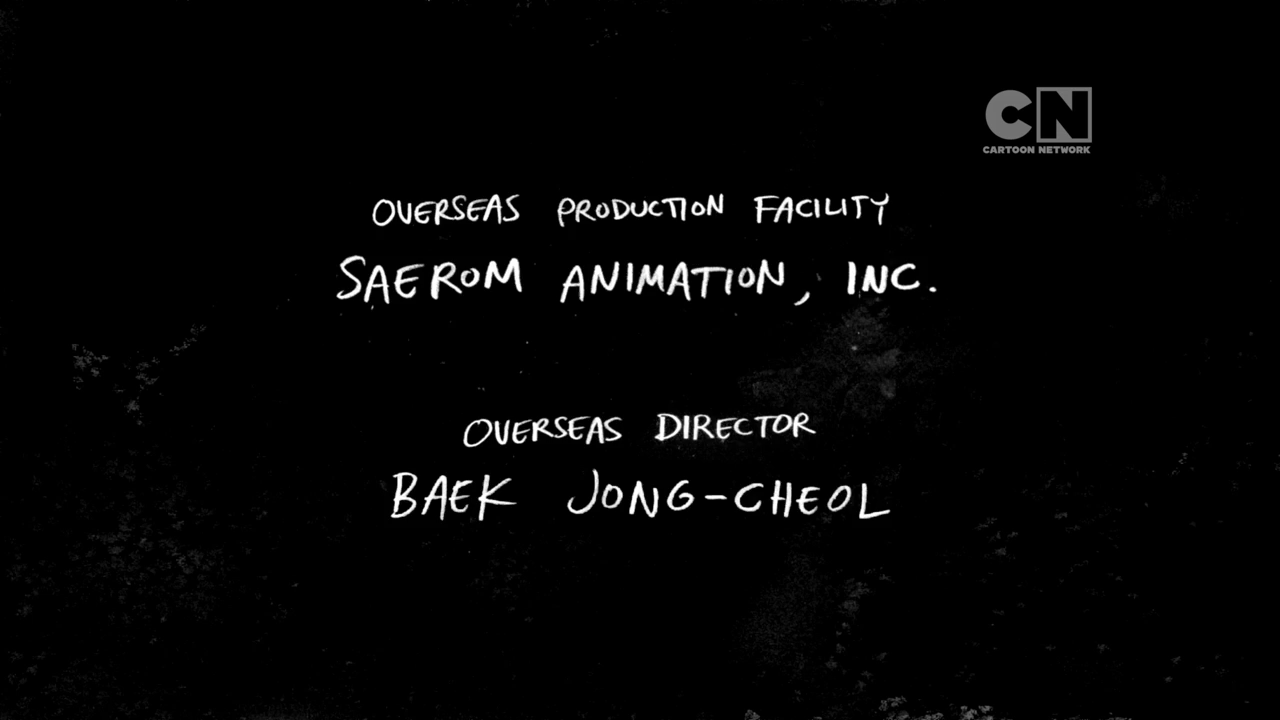 CN
CARTOON NETWORK
OVERSEAS PRODUCTION FACILITY
SAEROM ANIMATION, INC.
OVERSEAS DIRECTOR
BAEK JONG-CHEOL